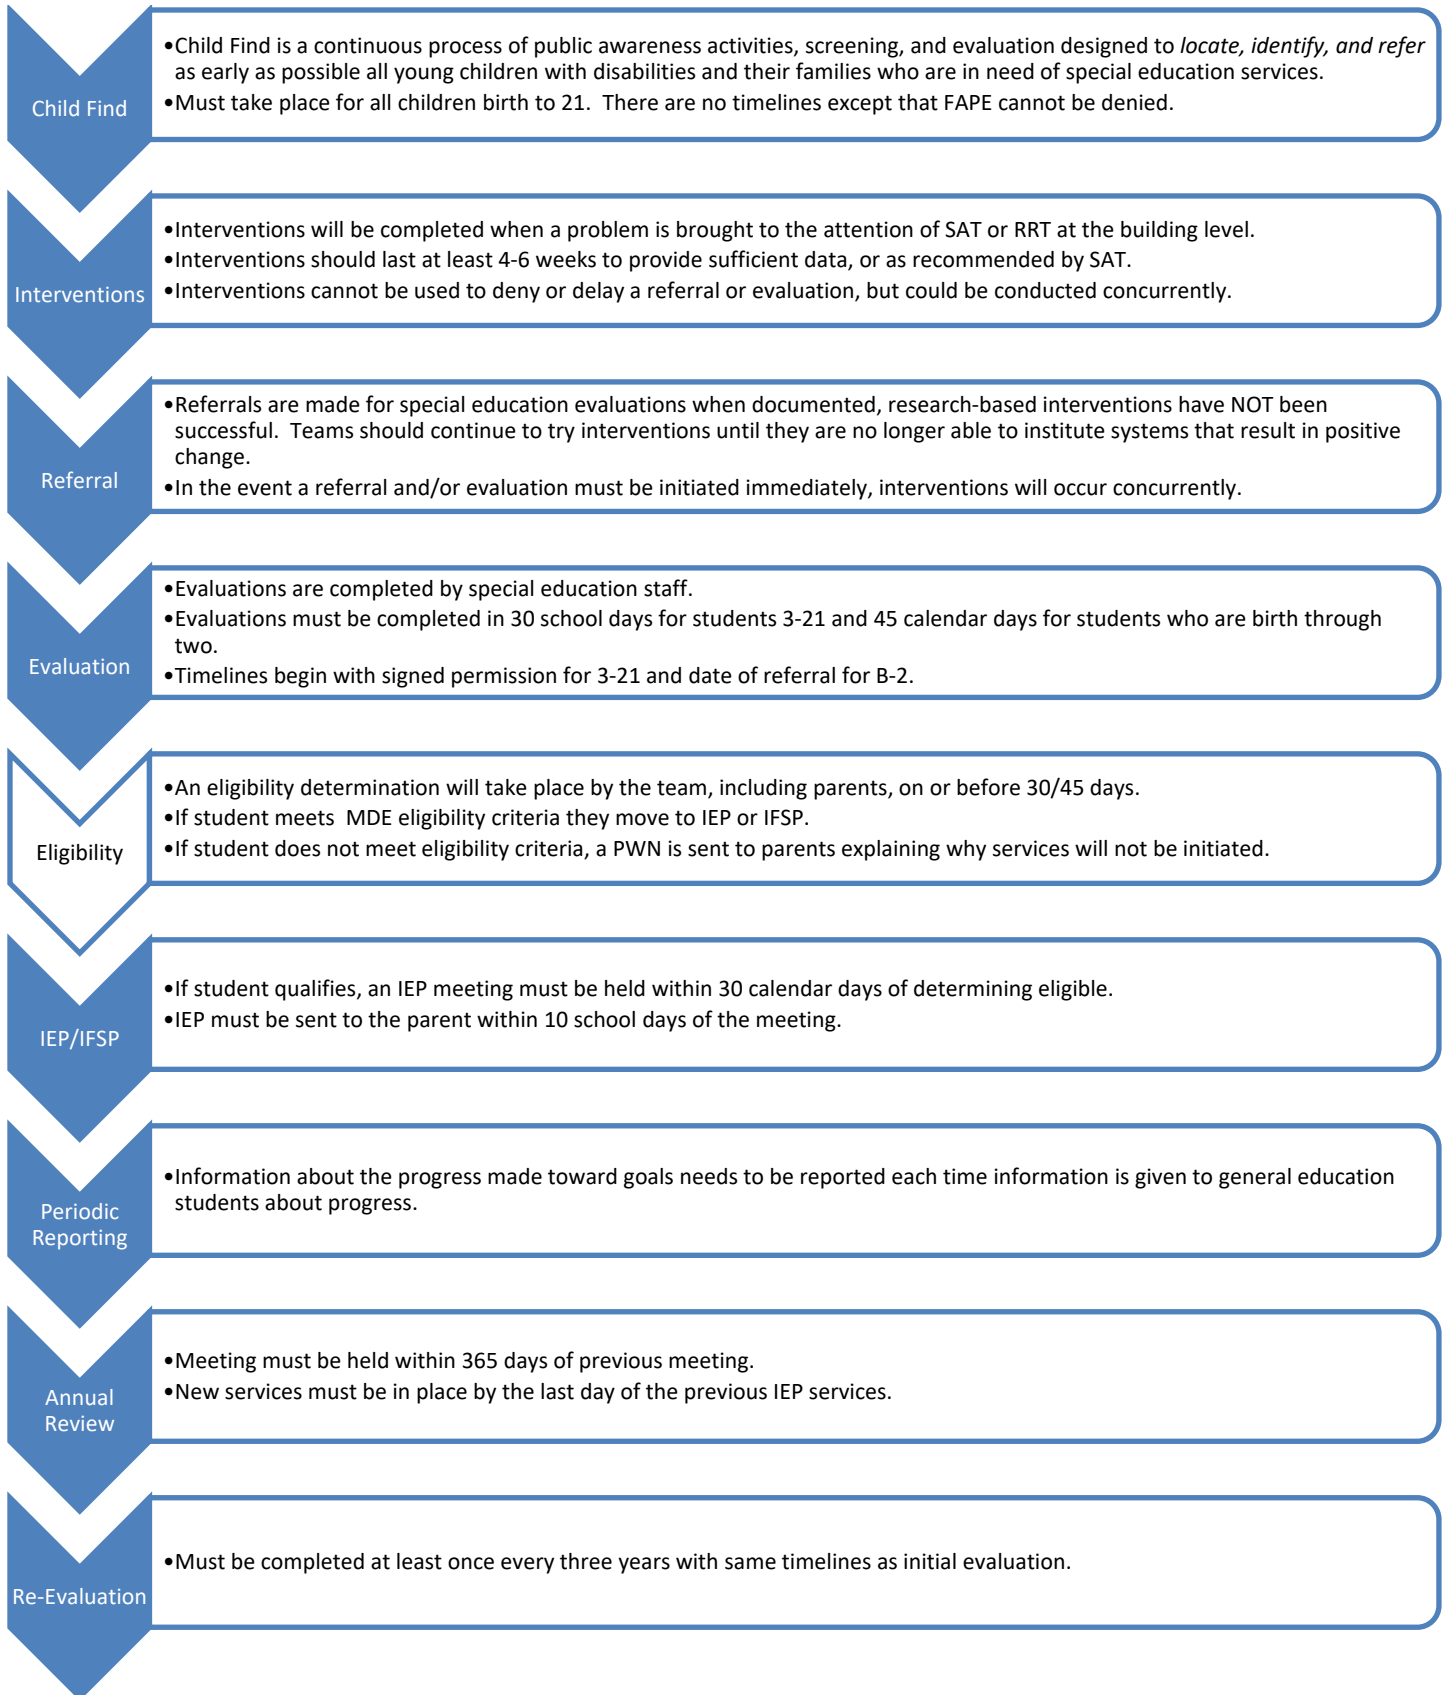 Child Find
•Child Find is a continuous process of public awareness activities, screening, and evaluation designed to locate, identify, and refer
as early as possible all young children with disabilities and their families who are in need of special education services.
•Must take place for all children birth to 21.  There are no timelines except that FAPE cannot be denied.
Interventions
•Interventions will be completed when a problem is brought to the attention of SAT or RRT at the building level.
•Interventions should last at least 4-6 weeks to provide sufficient data, or as recommended by SAT.
•Interventions cannot be used to deny or delay a referral or evaluation, but could be conducted concurrently.
Referral
•Referrals are made for special education evaluations when documented, research-based interventions have NOT been
successful.  Teams should continue to try interventions until they are no longer able to institute systems that result in positive
change.
•In the event a referral and/or evaluation must be initiated immediately, interventions will occur concurrently.
Evaluation
•Evaluations are completed by special education staff.
•Evaluations must be completed in 30 school days for students 3-21 and 45 calendar days for students who are birth through
two.
•Timelines begin with signed permission for 3-21 and date of referral for B-2.
Eligibility
•An eligibility determination will take place by the team, including parents, on or before 30/45 days.
•If student meets  MDE eligibility criteria they move to IEP or IFSP.
•If student does not meet eligibility criteria, a PWN is sent to parents explaining why services will not be initiated.
IEP/IFSP
•If student qualifies, an IEP meeting must be held within 30 calendar days of determining eligible.
•IEP must be sent to the parent within 10 school days of the meeting.
Periodic
Reporting
•Information about the progress made toward goals needs to be reported each time information is given to general education
students about progress.
Annual
Review
•Meeting must be held within 365 days of previous meeting.
•New services must be in place by the last day of the previous IEP services.
Re-Evaluation
•Must be completed at least once every three years with same timelines as initial evaluation.